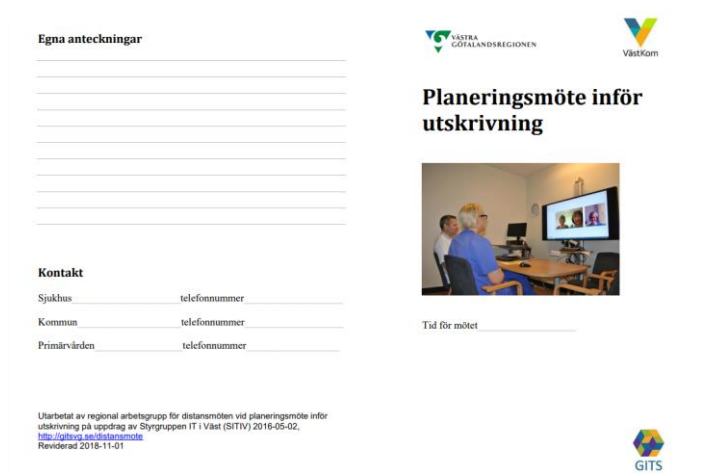 Egna anteckningar
Kontakt
Sjukhus telefonnummer
Kommun telefonnummer
Primärvården telefonnummer
Utarbetat av regional arbetsgrupp för distansmöten vid planeringsmöte inför
utskrivning på uppdrag av Styrgruppen IT i Väst (SITIV) 2016-05-02,
http://gitsvg.se/distansmote
Reviderad 2018-11-01
VÄSTRA
GÖTALANDSREGIONEN
VästKom
Planeringsmöte inför
utskrivning
Tid för mötet
GITS